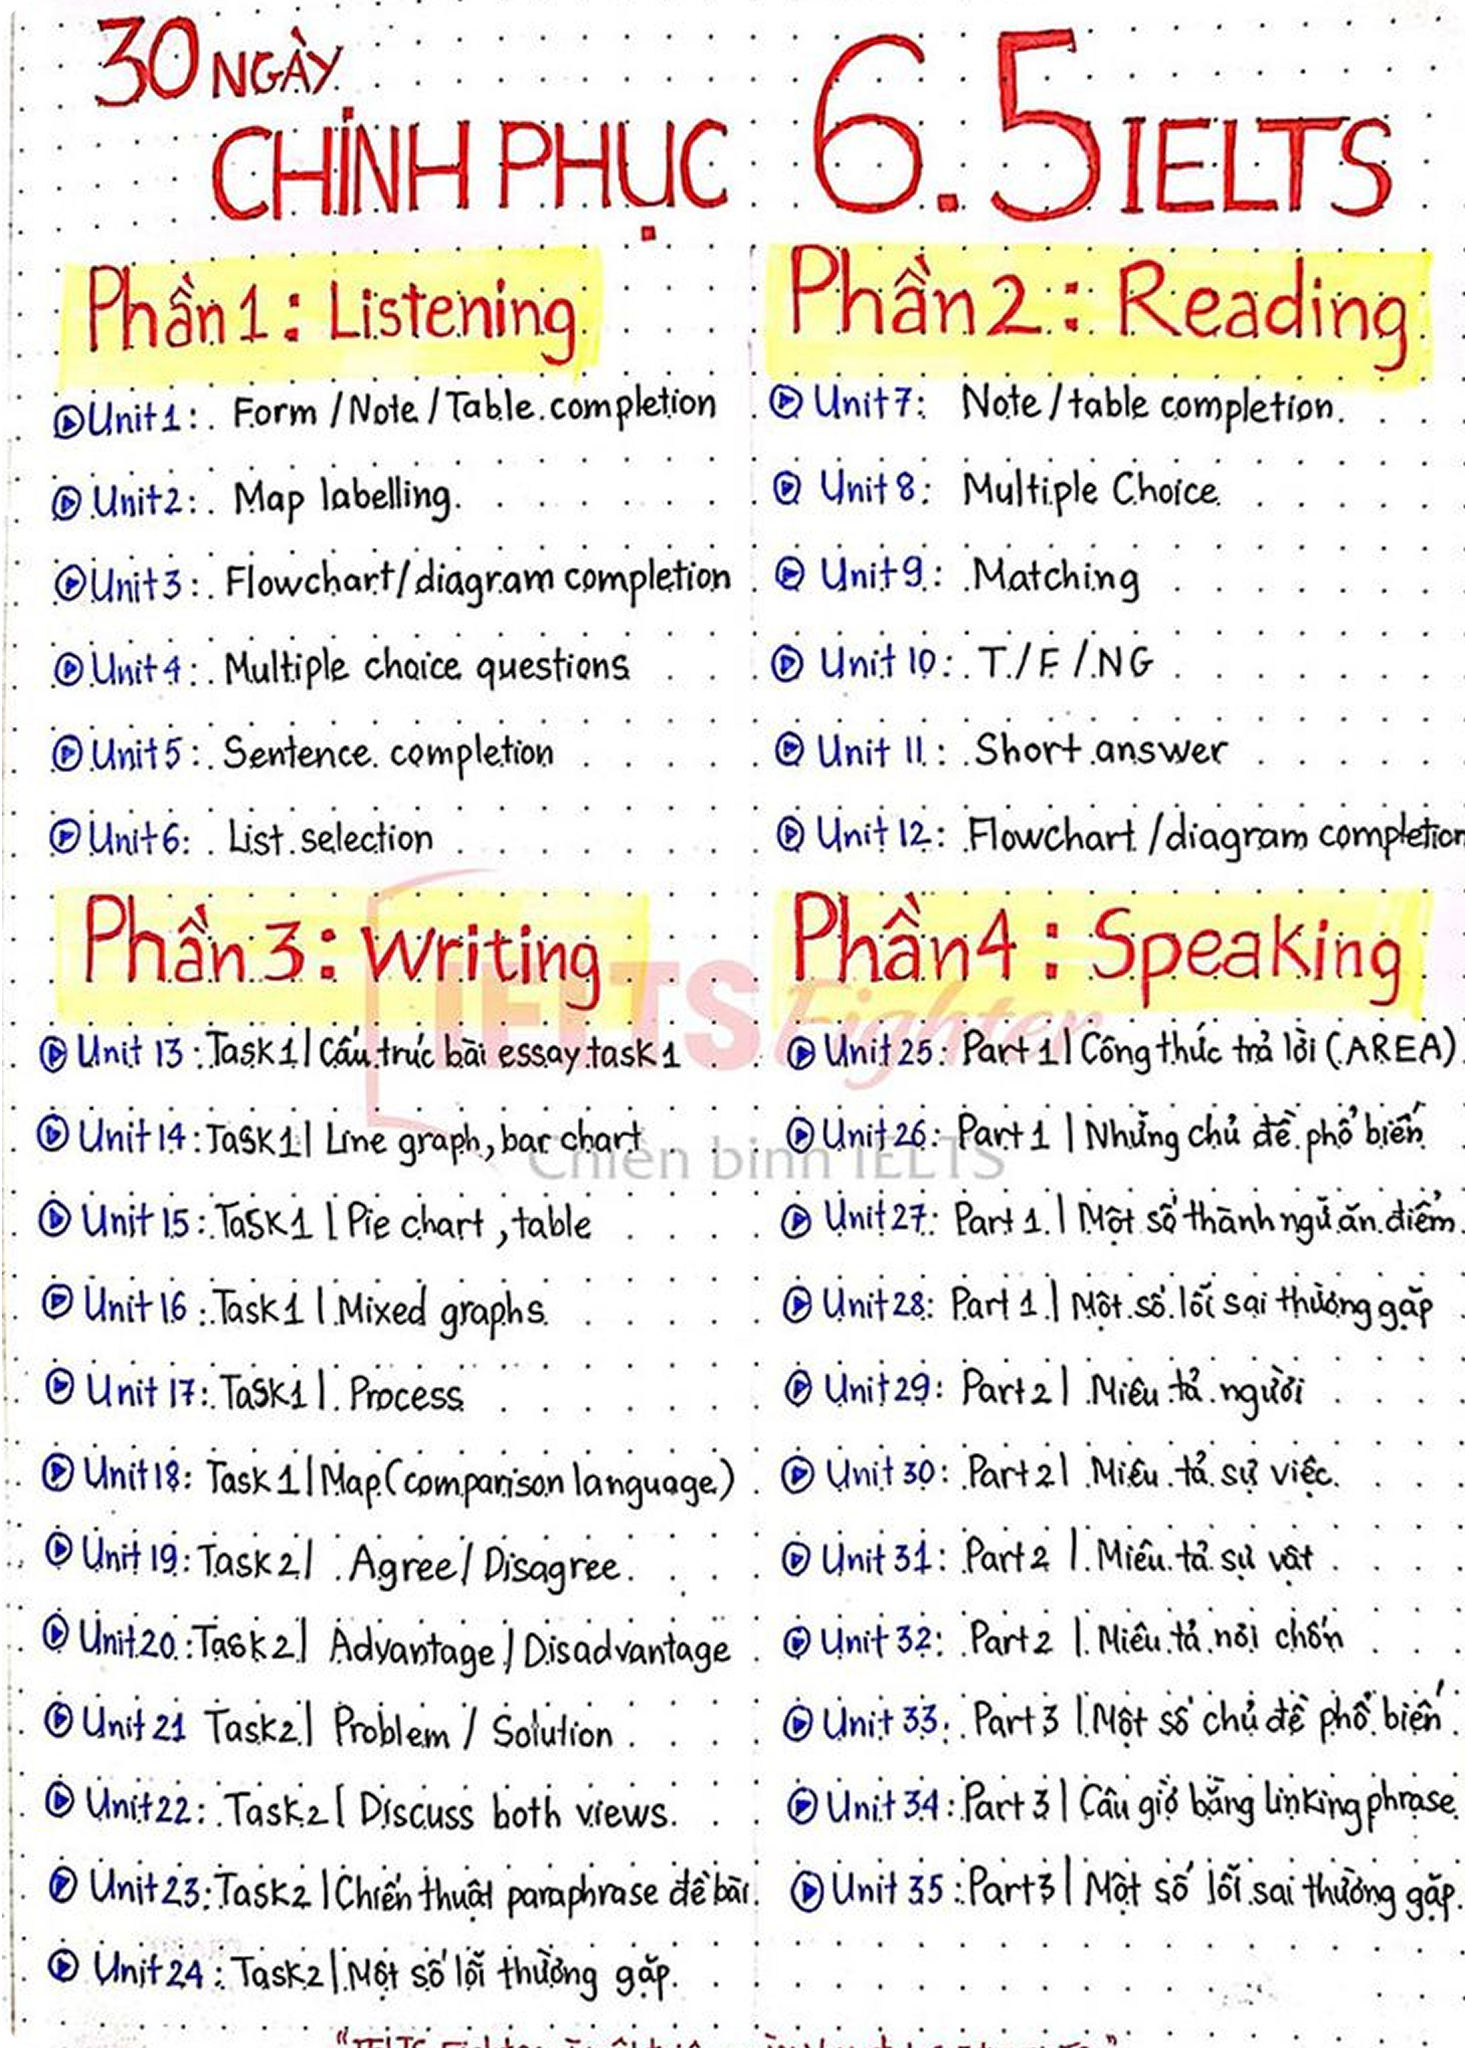 30 NGÀY
CHINH PHỤC 6.5 IELTS
Phần 1: Listening
Unit 1: Form / Note / Table completion
Unit 2: Map labelling.
Unit 3: Flowchart/diagram completion
Unit 4: Multiple choice questions
Unit 5: Sentence completion
Unit 6: List selection
Phần 2: Reading
Unit 7: Note/table completion.
Unit 8: Multiple Choice
Unit 9: Matching
Unit 10: T/F/NG
Unit 11: Short answer
Unit 12: Flowchart/diagram completion
Phần 3: Writing
Unit 13: Task 1 | Cấu trúc bài essay task 1
Unit 14: Task 1 | Line graph, bar chart
Unit 15: Task 1 | Pie chart, table
Unit 16: Task 1 | Mixed graphs
Unit 17: Task 1 | Process
Unit 18: Task 1 | Map (comparison language)
Unit 19: Task 2 | Agree / Disagree.
Unit 20: Task 2 | Advantage / Disadvantage
Unit 21 Task 2 | Problem / Solution
Unit 22: Task 2 | Discuss both views.
Unit 23: Task 2 | Chiến thuật paraphrase đề bài
Unit 24: Task 2 | Một số lỗi thường gặp.
Phần 4: Speaking
Unit 25: Part 1 | Công thức trả lời (AREA)
Unit 26: Part 1 | Những chủ đề phổ biến
Unit 27: Part 1 | Một số thành ngữ ăn điểm
Unit 28: Part 1 | Một số lỗi sai thường gặp
Unit 29: Part 2 | Miêu tả người
Unit 30: Part 2 | Miêu tả sự việc.
Unit 31: Part 2 | Miêu tả sự vật
Unit 32: Part 2 | Miêu tả nơi chốn
Unit 33: Part 3 | Một số chủ đề phổ biến
Unit 34: Part 3 | Câu giờ bằng linking phrase
Unit 35: Part 3 | Một số lỗi sai thường gặp.
IELTS Fighter
Chiến binh IELTS
"IELTS Fighter